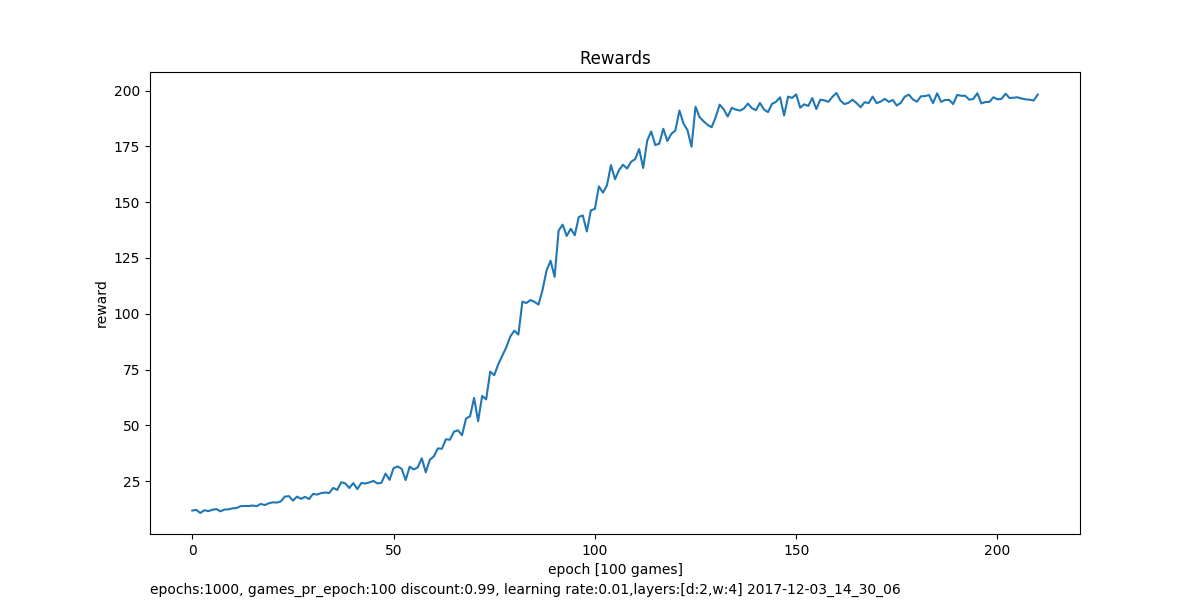 Rewards
200
175
150
125
100
75
50
25
reward
0 50 100 150 200
epoch [100 games]
epochs:1000, games_pr_epoch:100 discount:0.99, learning rate:0.01,layers:[d:2,w:4] 2017-12-03_14_30_06